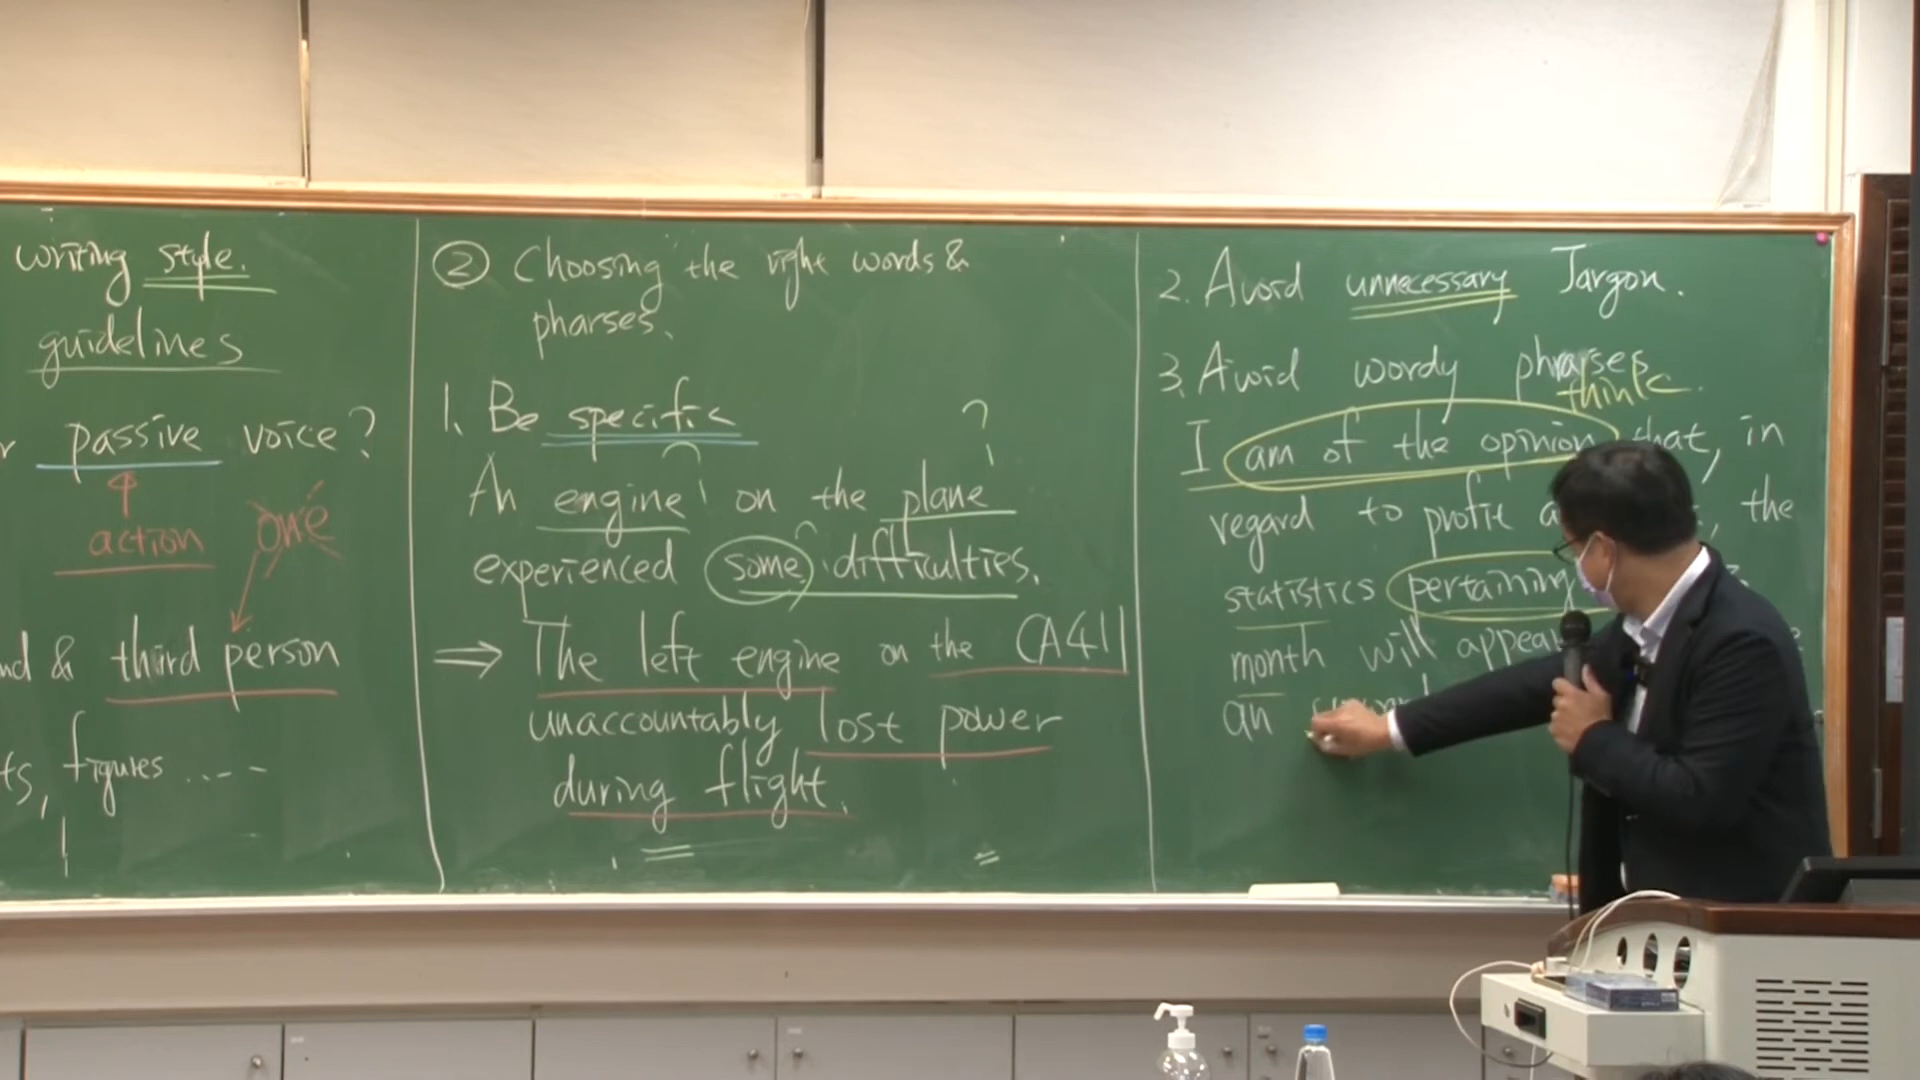 writing style.
guidelines
passive voice?
action
one
nd & third person
ts, figures ....
② Choosing the right words &
pharses.
1. Be specific
?
An engine on the plane
experienced some difficulties.
⇒ The left engine on the CA411
unaccountably lost power
during flight.
2. Avoid unnecessary Jargon.
3. Avoid wordy phrases
think
I am of the opinion that, in
regard to profit the
statistics pertaining
month will appear
an